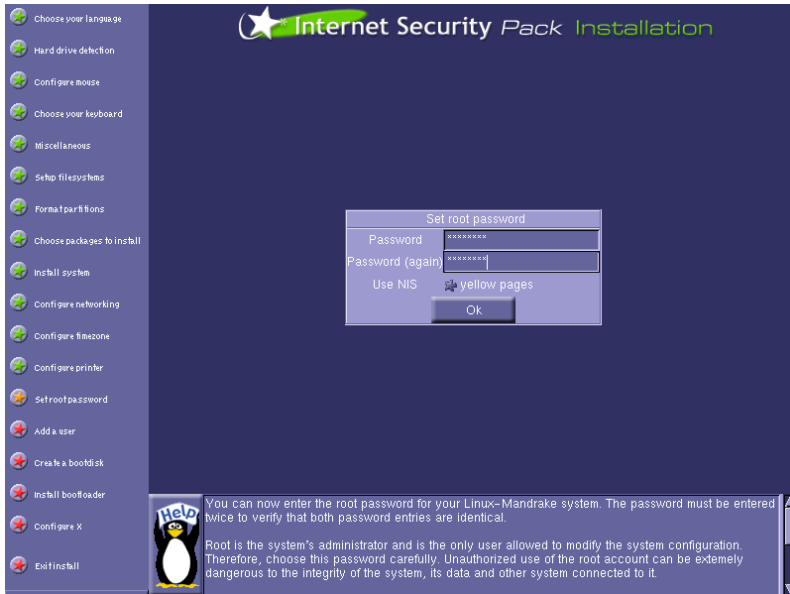 Choose your language
Hard drive detection
Configure mouse
Choose your keyboard
Miscellaneous
Setup filesystems
Format partitions
Choose packages to install
Install system
Configure networking
Configure timezone
Configure printer
Set root password
Add a user
Create a bootdisk
Install bootloader
Configure X
Exit install
Internet Security Pack Installation
Set root password
Password ********
Password (again) ********
Use NIS yellow pages
Ok
Help
You can now enter the root password for your Linux-Mandrake system. The password must be entered
twice to verify that both password entries are identical.
Root is the system's administrator and is the only user allowed to modify the system configuration.
Therefore, choose this password carefully. Unauthorized use of the root account can be extemely
dangerous to the integrity of the system, its data and other system connected to it.